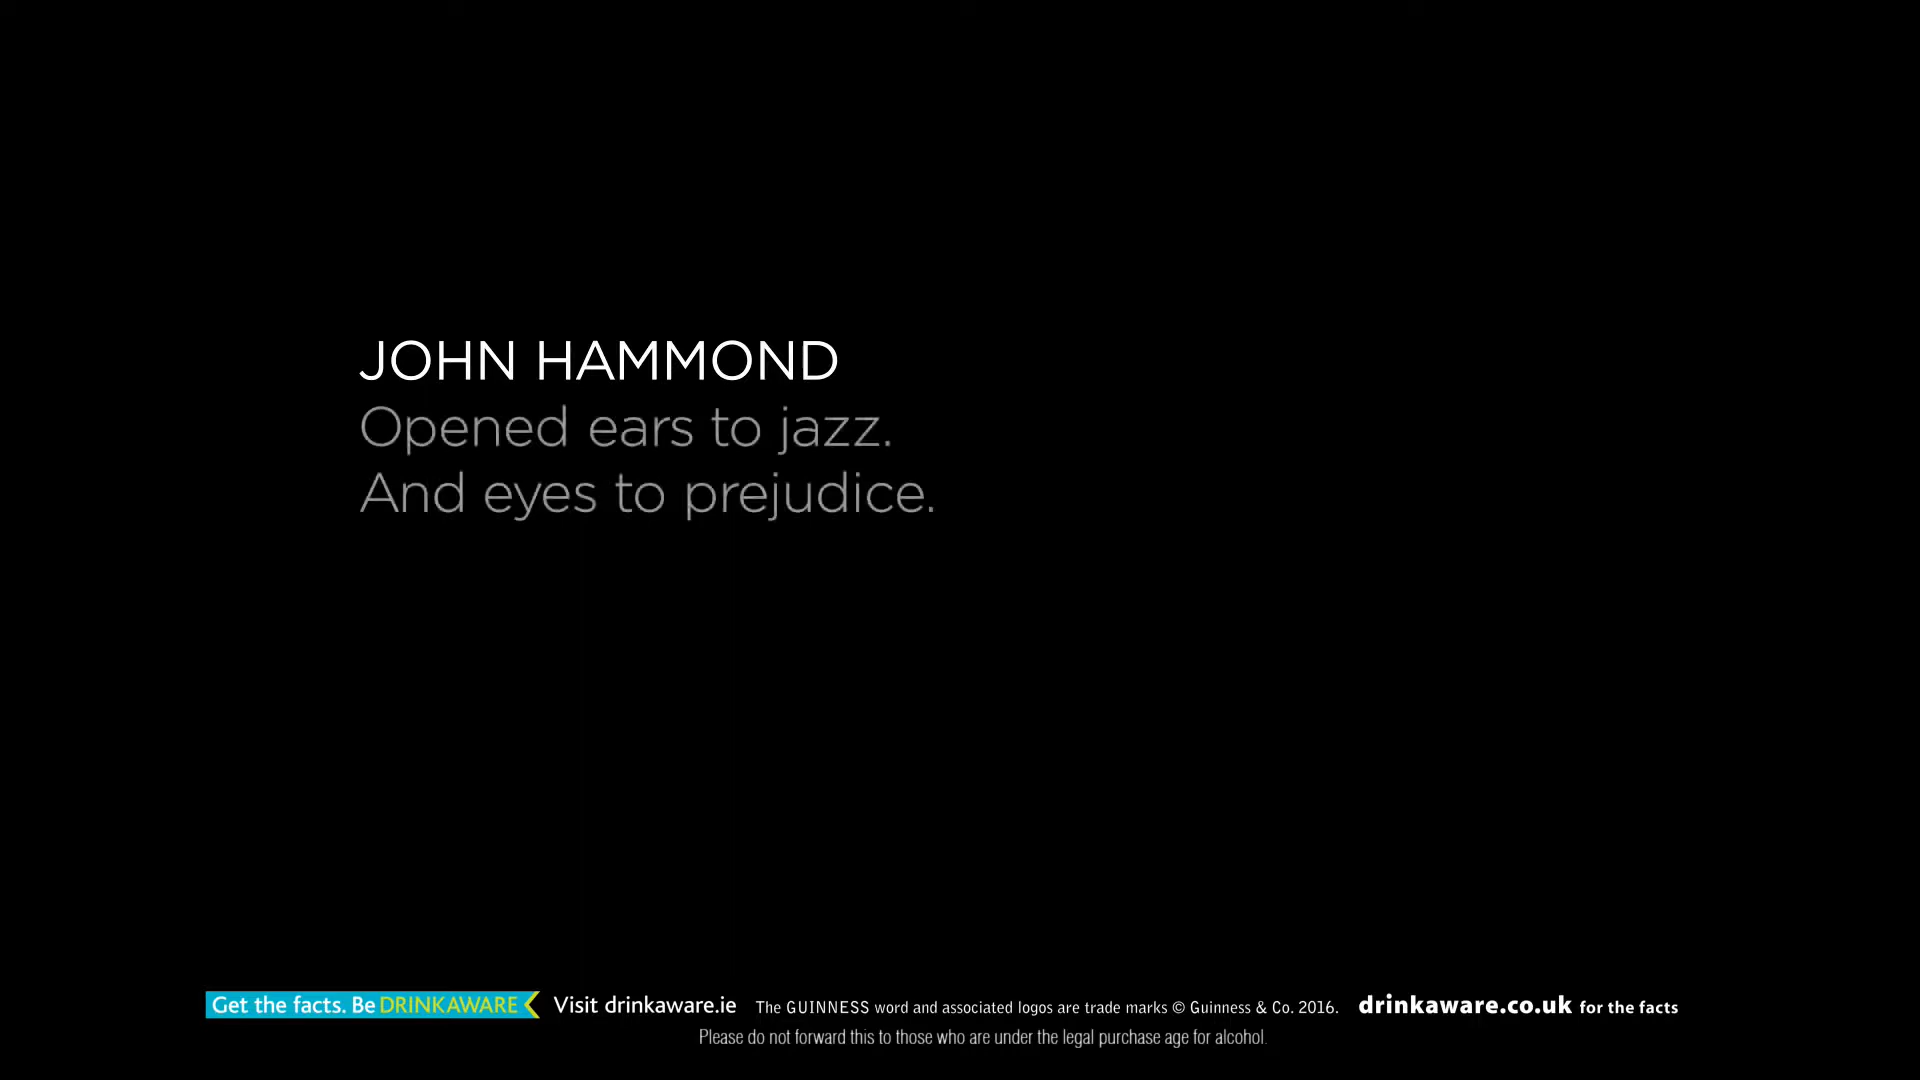 JOHN HAMMOND
Opened ears to jazz.
And eyes to prejudice.
Get the facts. Be DRINKAWARE Visit drinkaware.ie The GUINNESS word and associated logos are trade marks © Guinness & Co. 2016. drinkaware.co.uk for the facts
Please do not forward this to those who are under the legal purchase age for alcohol.